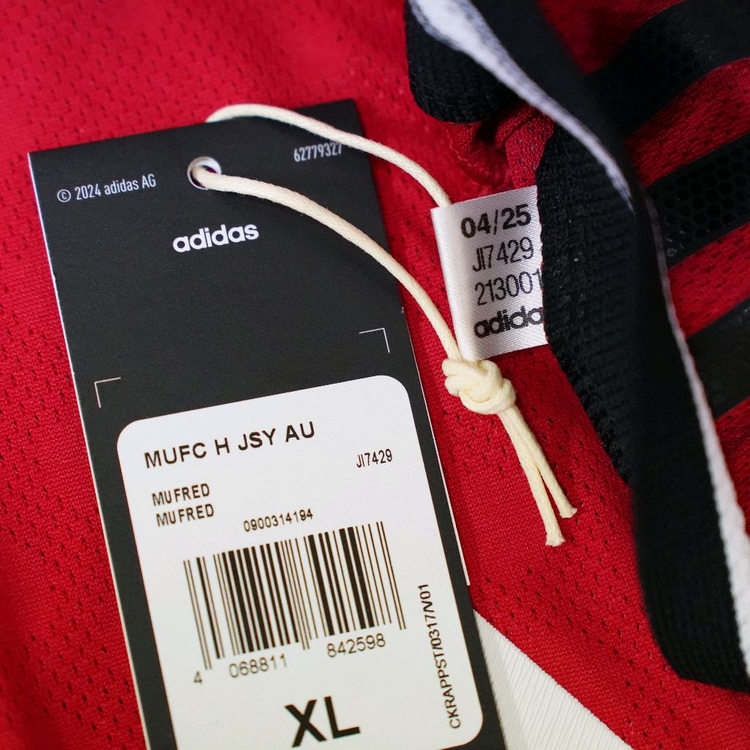 © 2024 adidas AG
62779327
adidas
MUFC H JSY AU
JI7429
MUFRED
MUFRED
0900314194
4 068811 842598
XL
CKRAPPST/0317/V01
04/25
JI7429
213001
adidas